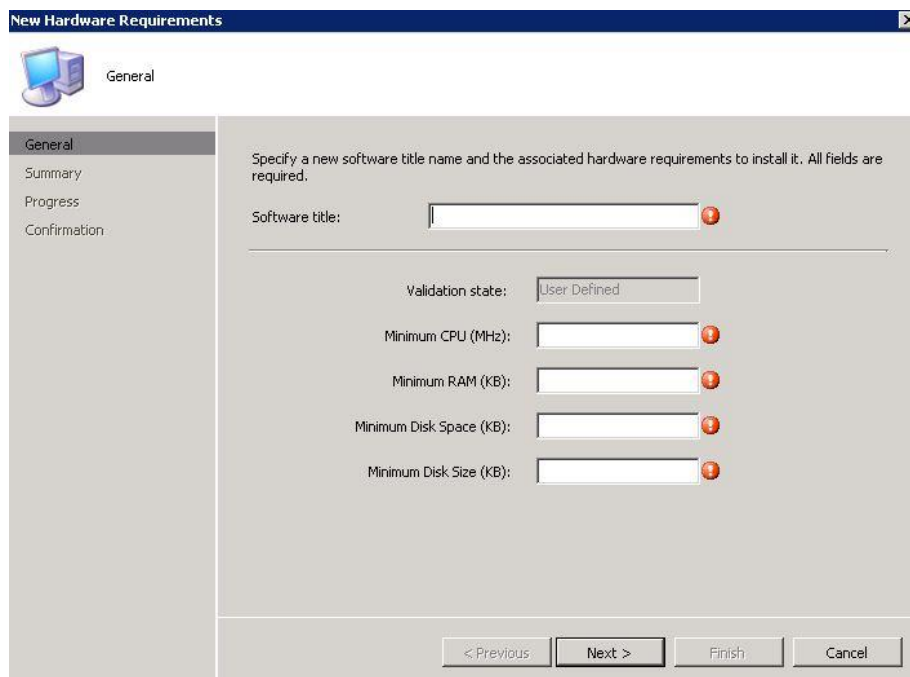 New Hardware Requirements
General
General
Summary
Progress
Confirmation
Specify a new software title name and the associated hardware requirements to install it. All fields are
required.
Software title:
Validation state: User Defined
Minimum CPU (MHz):
Minimum RAM (KB):
Minimum Disk Space (KB):
Minimum Disk Size (KB):
< Previous Next > Finish Cancel